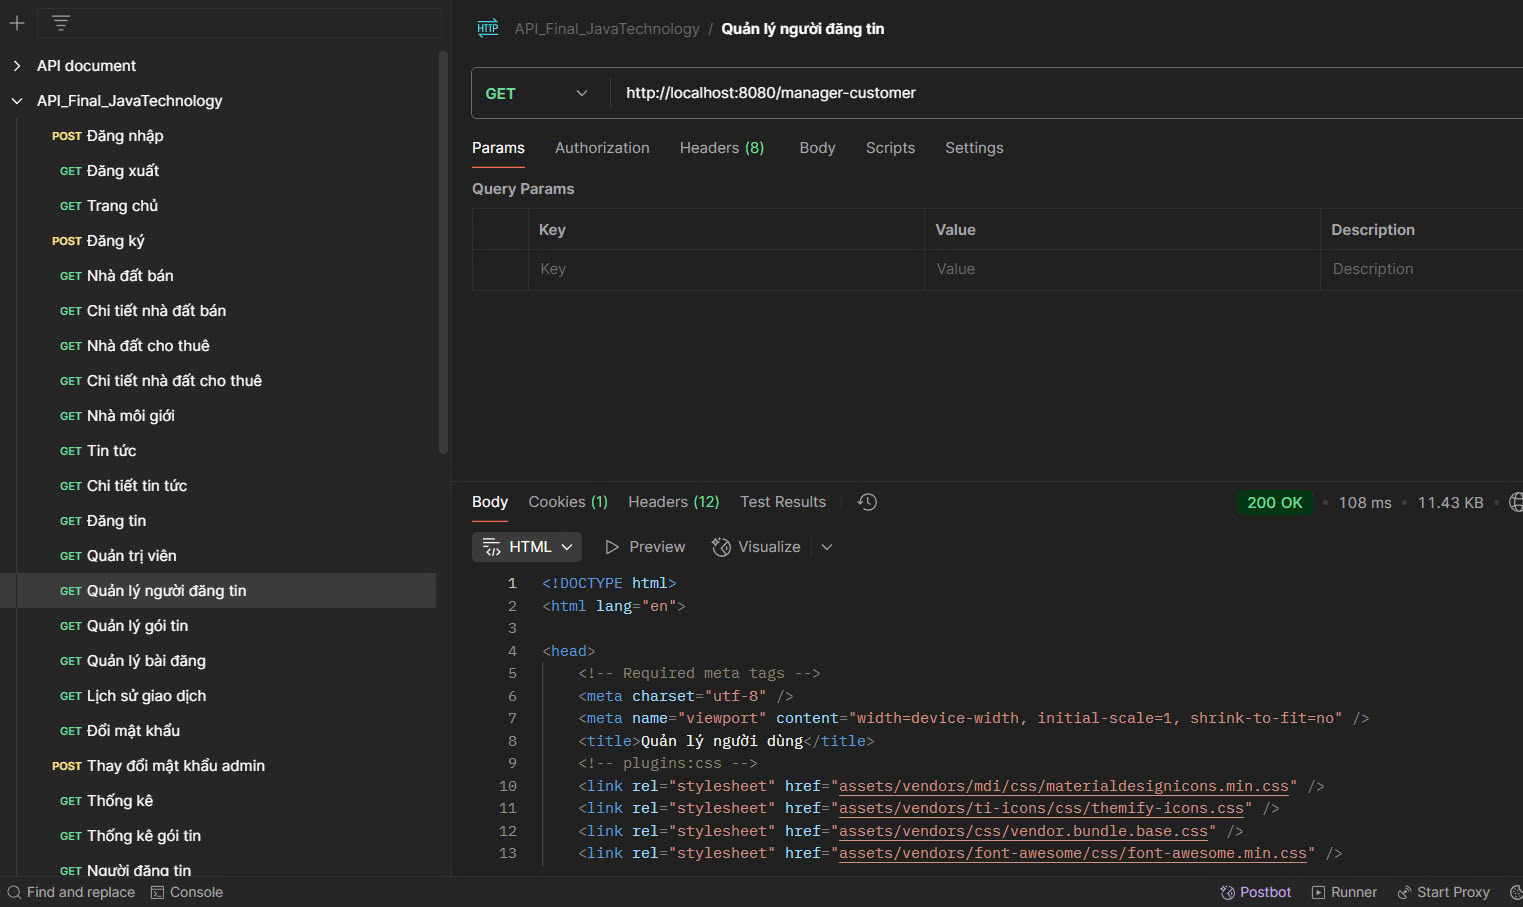 API document
API_Final_JavaTechnology
POST Đăng nhập
GET Đăng xuất
GET Trang chủ
POST Đăng ký
GET Nhà đất bán
GET Chi tiết nhà đất bán
GET Nhà đất cho thuê
GET Chi tiết nhà đất cho thuê
GET Nhà môi giới
GET Tin tức
GET Chi tiết tin tức
GET Đăng tin
GET Quản trị viên
GET Quản lý người đăng tin
GET Quản lý gói tin
GET Quản lý bài đăng
GET Lịch sử giao dịch
GET Đổi mật khẩu
POST Thay đổi mật khẩu admin
GET Thống kê
GET Thống kê gói tin
GET Người đăng tin
HTTP API_Final_JavaTechnology / Quản lý người đăng tin
GET http://localhost:8080/manager-customer
Params Authorization Headers (8) Body Scripts Settings
Query Params
Key Value Description
Key Value Description
Body Cookies (1) Headers (12) Test Results 200 OK • 108 ms • 11.43 KB •
HTML Preview Visualize
1 <!DOCTYPE html>
2 <html lang="en">
3
4 <head>
5 <!-- Required meta tags -->
6 <meta charset="utf-8" />
7 <meta name="viewport" content="width=device-width, initial-scale=1, shrink-to-fit=no" />
8 <title>Quản lý người dùng</title>
9 <!-- plugins:css -->
10 <link rel="stylesheet" href="assets/vendors/mdi/css/materialdesignicons.min.css" />
11 <link rel="stylesheet" href="assets/vendors/ti-icons/css/themify-icons.css" />
12 <link rel="stylesheet" href="assets/vendors/css/vendor.bundle.base.css" />
13 <link rel="stylesheet" href="assets/vendors/font-awesome/css/font-awesome.min.css" />
Find and replace Console Postbot Runner Start Proxy